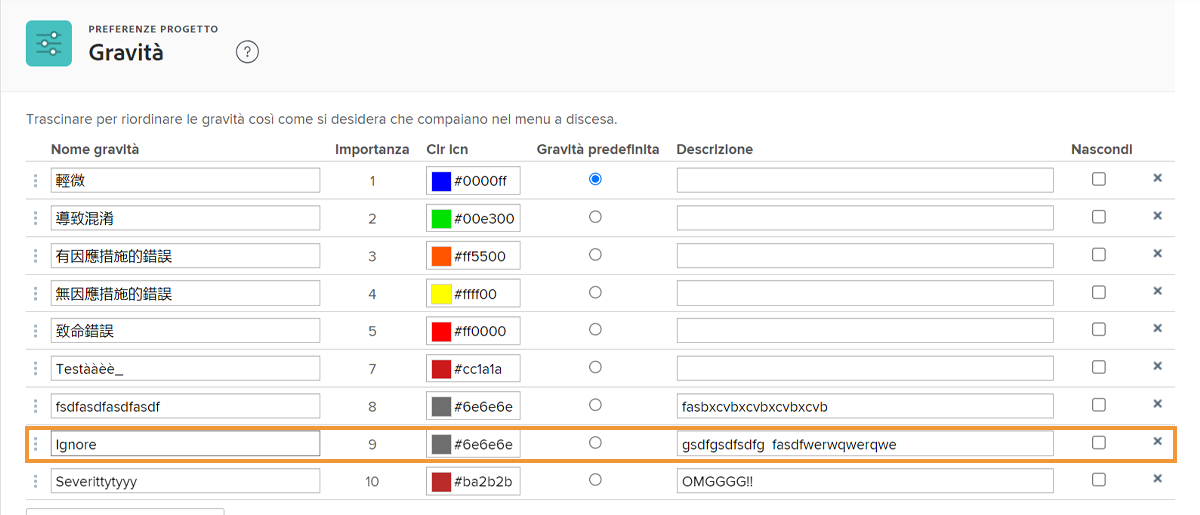 PREFERENZE PROGETTO
Gravità ?
Trascinare per riordinare le gravità così come si desidera che compaiano nel menu a discesa.
Nome gravità Importanza Clr Icn Gravità predefinita Descrizione Nascondi
輕微 1 #0000ff
導致混淆 2 #00e300
有因應措施的錯誤 3 #ff5500
無因應措施的錯誤 4 #ffff00
致命錯誤 5 #ff0000
Testààèè_ 7 #cc1a1a
fsdfasdfasdfasdf 8 #6e6e6e fasbxcvbxcvbxcvbxcvb
Ignore 9 #6e6e6e gsdfgsdfsdfg fasdfwerwqwerqwe
Severittytyyy 10 #ba2b2b OMGGGG!!